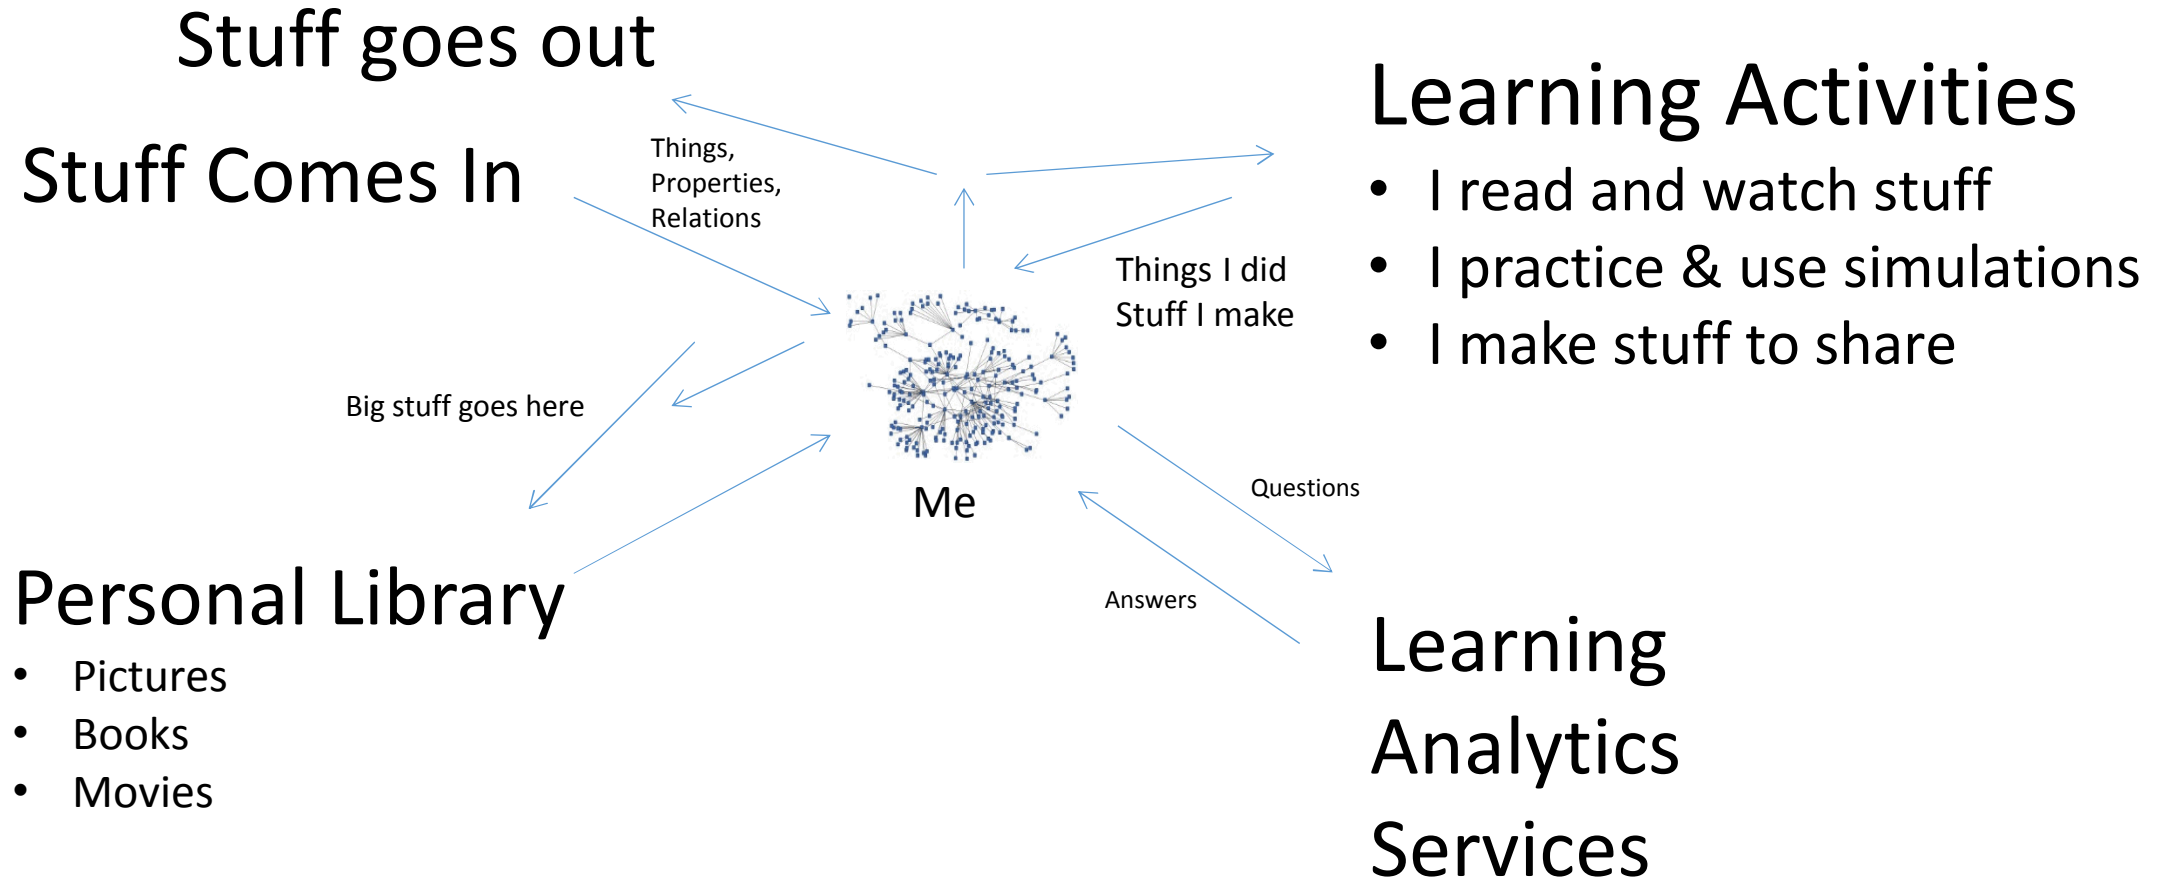 Stuff goes out
Stuff Comes In
Things,
Properties,
Relations
Learning Activities
• I read and watch stuff
• I practice & use simulations
• I make stuff to share
Things I did
Stuff I make
Big stuff goes here
Me
Questions
Answers
Personal Library
• Pictures
• Books
• Movies
Learning
Analytics
Services